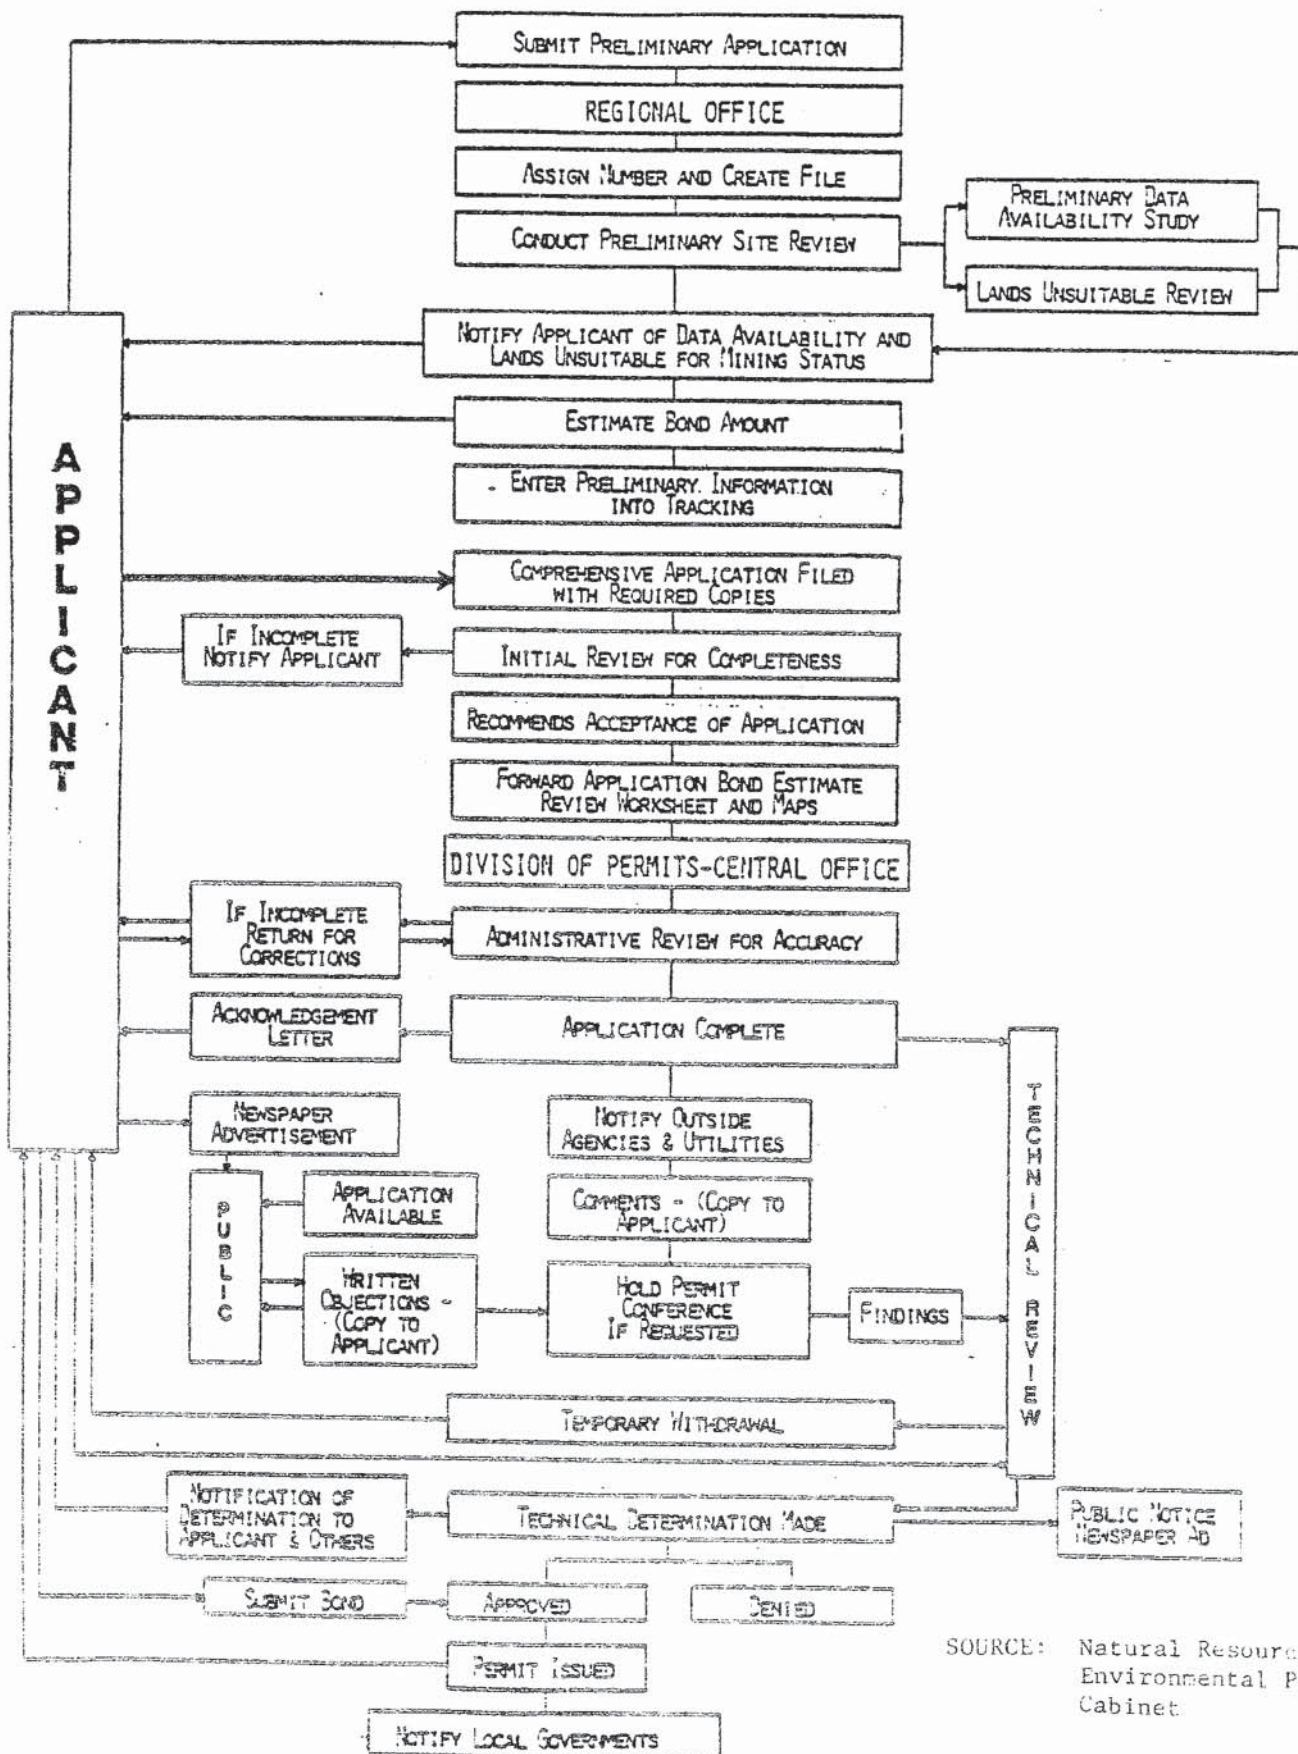 SUBMIT PRELIMINARY APPLICATION
REGIONAL OFFICE
ASSIGN NUMBER AND CREATE FILE
CONDUCT PRELIMINARY SITE REVIEW
PRELIMINARY DATA
AVAILABILITY STUDY
LANDS UNSUITABLE REVIEW
NOTIFY APPLICANT OF DATA AVAILABILITY AND
LANDS UNSUITABLE FOR MINING STATUS
ESTIMATE BOND AMOUNT
ENTER PRELIMINARY. INFORMATION
INTO TRACKING
APPLICANT
COMPREHENSIVE APPLICATION FILED
WITH REQUIRED COPIES
IF INCOMPLETE
NOTIFY APPLICANT
INITIAL REVIEW FOR COMPLETENESS
RECOMMENDS ACCEPTANCE OF APPLICATION
FORWARD APPLICATION BOND ESTIMATE
REVIEW WORKSHEET AND MAPS
DIVISION OF PERMITS-CENTRAL OFFICE
IF INCOMPLETE
RETURN FOR
CORRECTIONS
ADMINISTRATIVE REVIEW FOR ACCURACY
ACKNOWLEDGEMENT
LETTER
APPLICATION COMPLETE
TECHNICAL REVIEW
NEWSPAPER
ADVERTISEMENT
NOTIFY OUTSIDE
AGENCIES & UTILITIES
PUBLIC
APPLICATION
AVAILABLE
COMMENTS - (COPY TO
APPLICANT)
WRITTEN
OBJECTIONS -
(COPY TO
APPLICANT)
HOLD PERMIT
CONFERENCE
IF REQUESTED
FINDINGS
TEMPORARY WITHDRAWAL
NOTIFICATION OF
DETERMINATION TO
APPLICANT & OTHERS
TECHNICAL DETERMINATION MADE
PUBLIC NOTICE
NEWSPAPER AD
SUBMIT BOND
APPROVED
DENIED
PERMIT ISSUED
NOTIFY LOCAL GOVERNMENTS
SOURCE: Natural Resourc
Environmental P
Cabinet